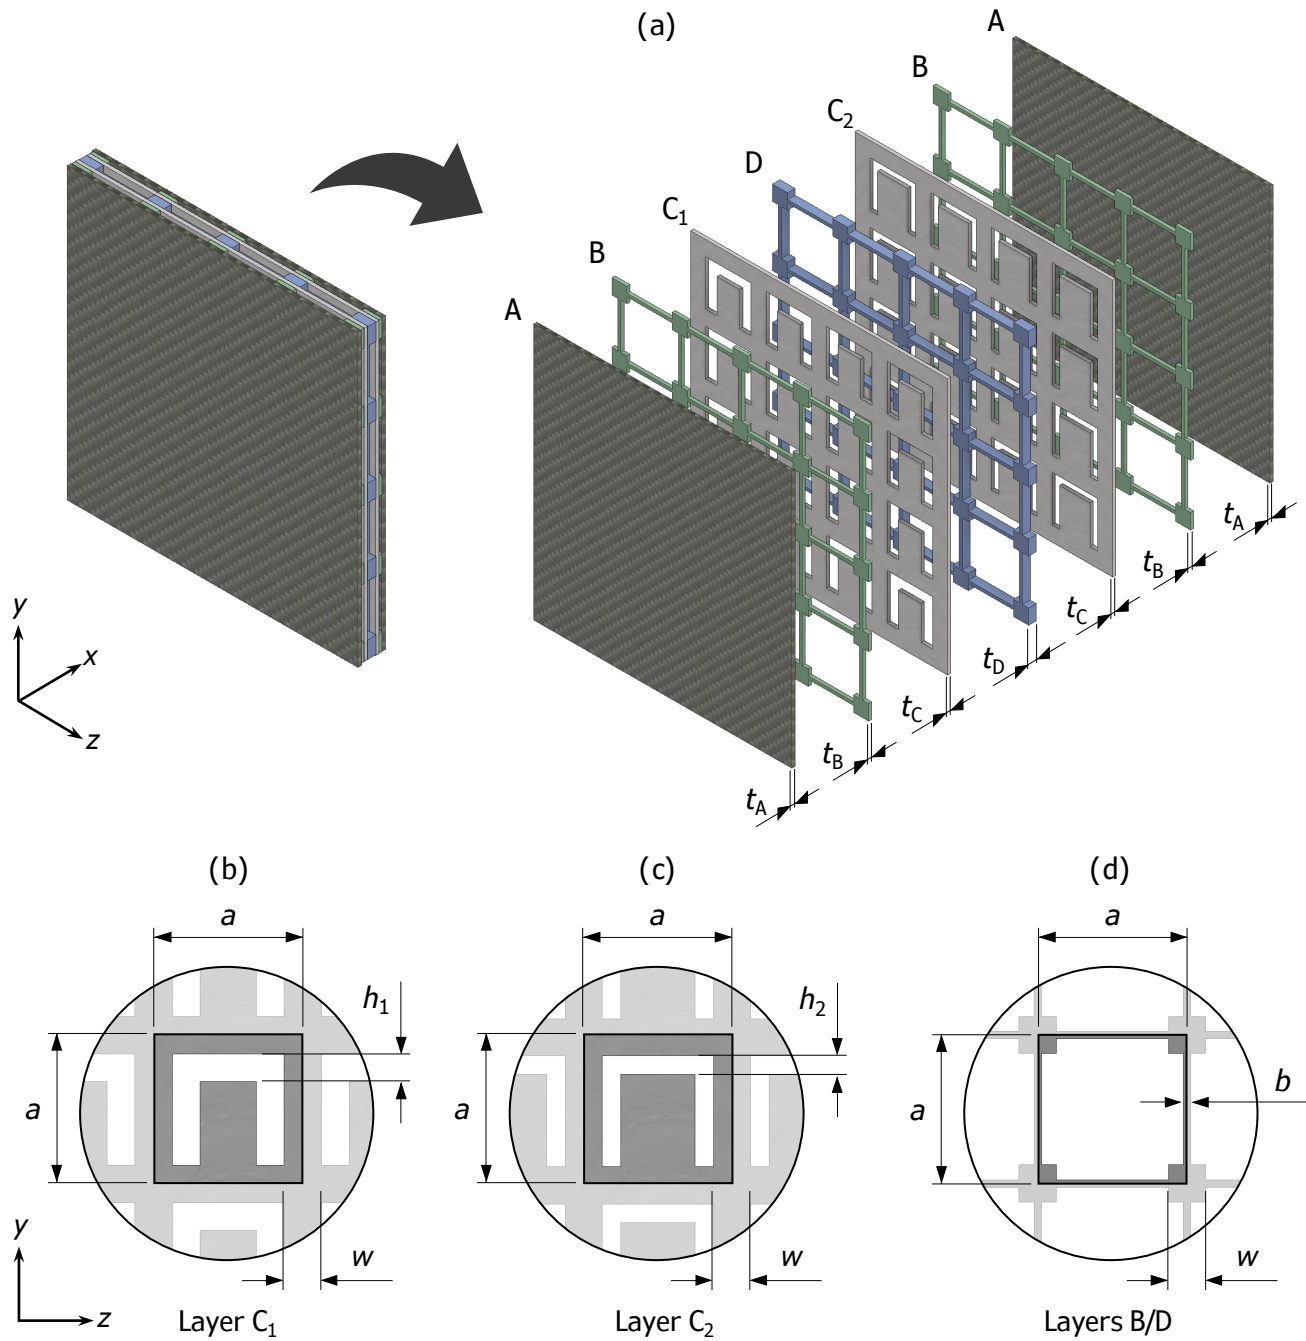 (a)
A
B
C2
D
C1
B
A
y
x
z
tA
tB
tC
tD
tC
tB
tA
(b)
a
h1
a
w
y
z
Layer C1
(c)
a
h2
a
w
Layer C2
(d)
a
b
a
w
Layers B/D